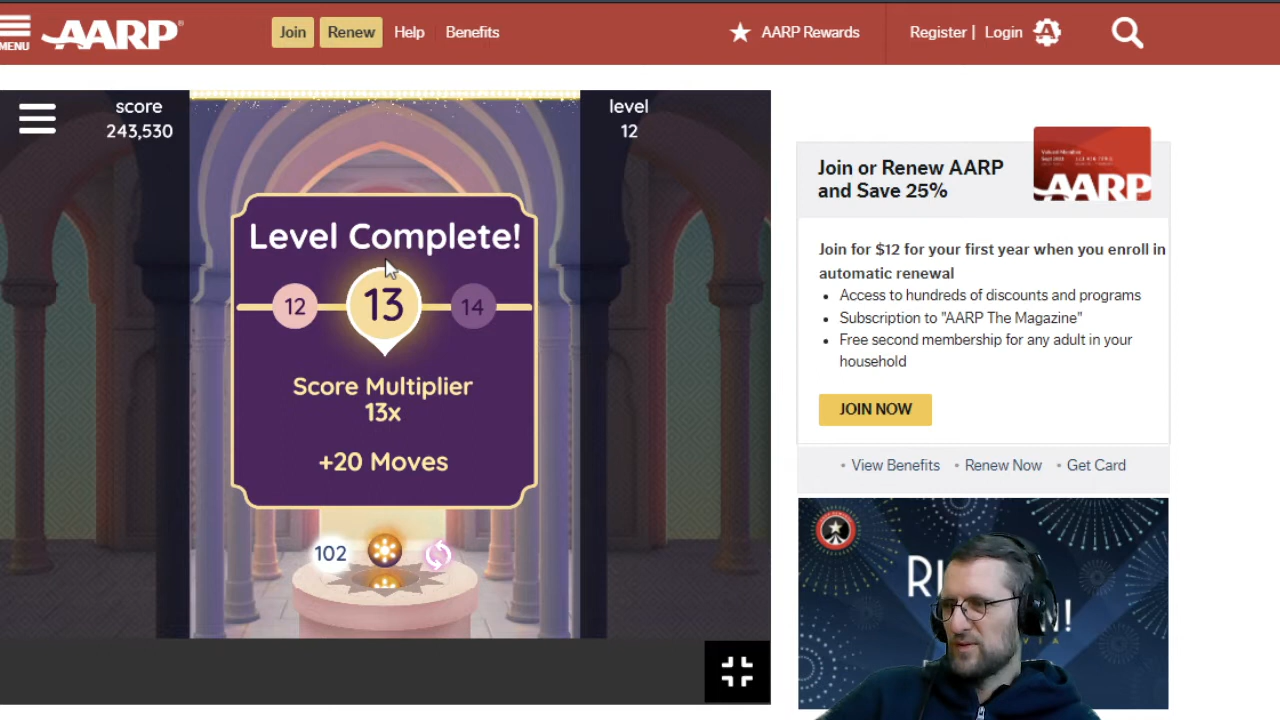 MENU
AARP
Join
Renew
Help
Benefits
AARP Rewards
Register |
Login
score
243,530
level
12
Level Complete!
12
13
14
Score Multiplier
13x
+20 Moves
102
Join or Renew AARP
and Save 25%
AARP
Join for $12 for your first year when you enroll in
automatic renewal
• Access to hundreds of discounts and programs
• Subscription to "AARP The Magazine"
• Free second membership for any adult in your
household
JOIN NOW
• View Benefits
• Renew Now
• Get Card